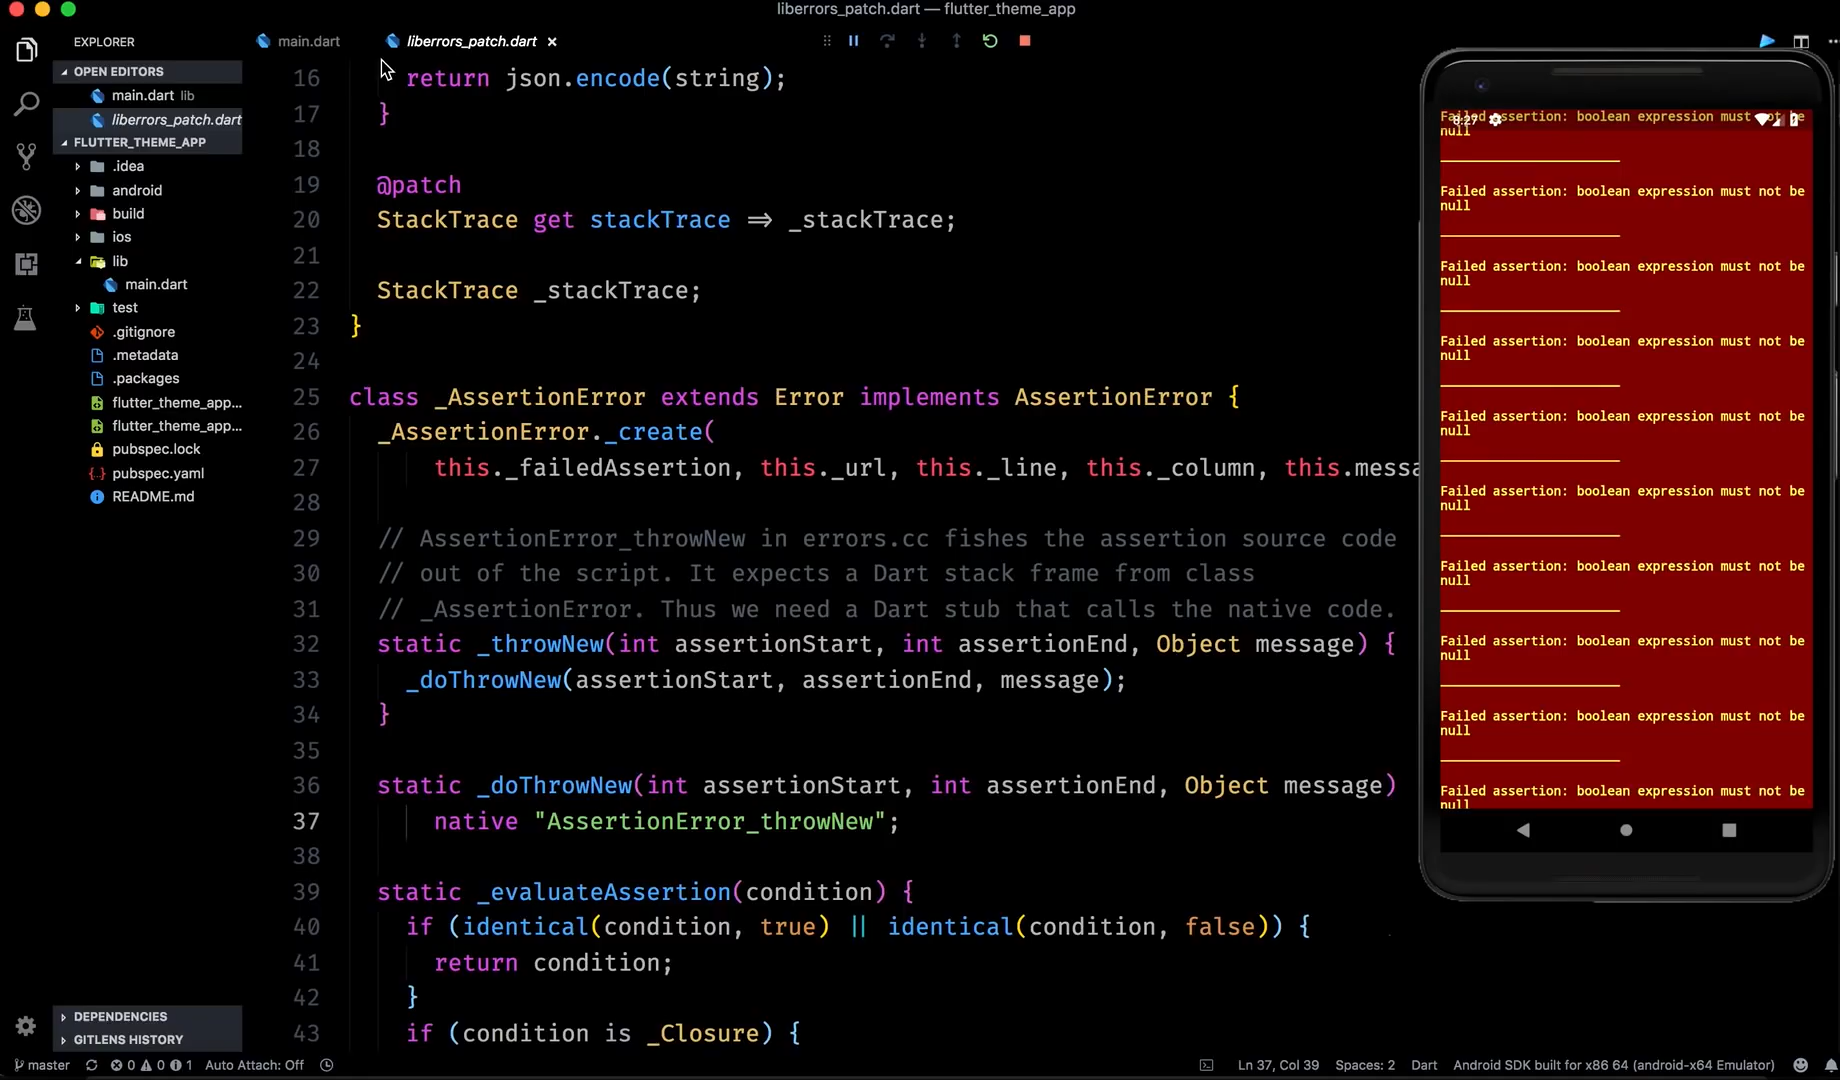 liberrors_patch.dart — flutter_theme_app
EXPLORER
main.dart
liberrors_patch.dart
OPEN EDITORS
main.dart lib
liberrors_patch.dart
FLUTTER_THEME_APP
.idea
android
build
ios
lib
main.dart
test
.gitignore
.metadata
.packages
flutter_theme_app...
flutter_theme_app...
pubspec.lock
pubspec.yaml
README.md
DEPENDENCIES
GITLENS HISTORY
16 return json.encode(string);
17 }
18
19 @patch
20 StackTrace get stackTrace => _stackTrace;
21
22 StackTrace _stackTrace;
23 }
24
25 class _AssertionError extends Error implements AssertionError {
26 _AssertionError._create(
27 this._failedAssertion, this._url, this._line, this._column, this.messa
28
29 // AssertionError_throwNew in errors.cc fishes the assertion source code
30 // out of the script. It expects a Dart stack frame from class
31 // _AssertionError. Thus we need a Dart stub that calls the native code.
32 static _throwNew(int assertionStart, int assertionEnd, Object message) {
33 _doThrowNew(assertionStart, assertionEnd, message);
34 }
35
36 static _doThrowNew(int assertionStart, int assertionEnd, Object message)
37 native "AssertionError_throwNew";
38
39 static _evaluateAssertion(condition) {
40 if (identical(condition, true) || identical(condition, false)) {
41 return condition;
42 }
43 if (condition is _Closure) {
8:27
Failed assertion: boolean expression must not be
null
Failed assertion: boolean expression must not be
null
Failed assertion: boolean expression must not be
null
Failed assertion: boolean expression must not be
null
Failed assertion: boolean expression must not be
null
Failed assertion: boolean expression must not be
null
Failed assertion: boolean expression must not be
null
Failed assertion: boolean expression must not be
null
Failed assertion: boolean expression must not be
null
Failed assertion: boolean expression must not be
null
master 0 0 1 Auto Attach: Off Ln 37, Col 39 Spaces: 2 Dart Android SDK built for x86 64 (android-x64 Emulator)